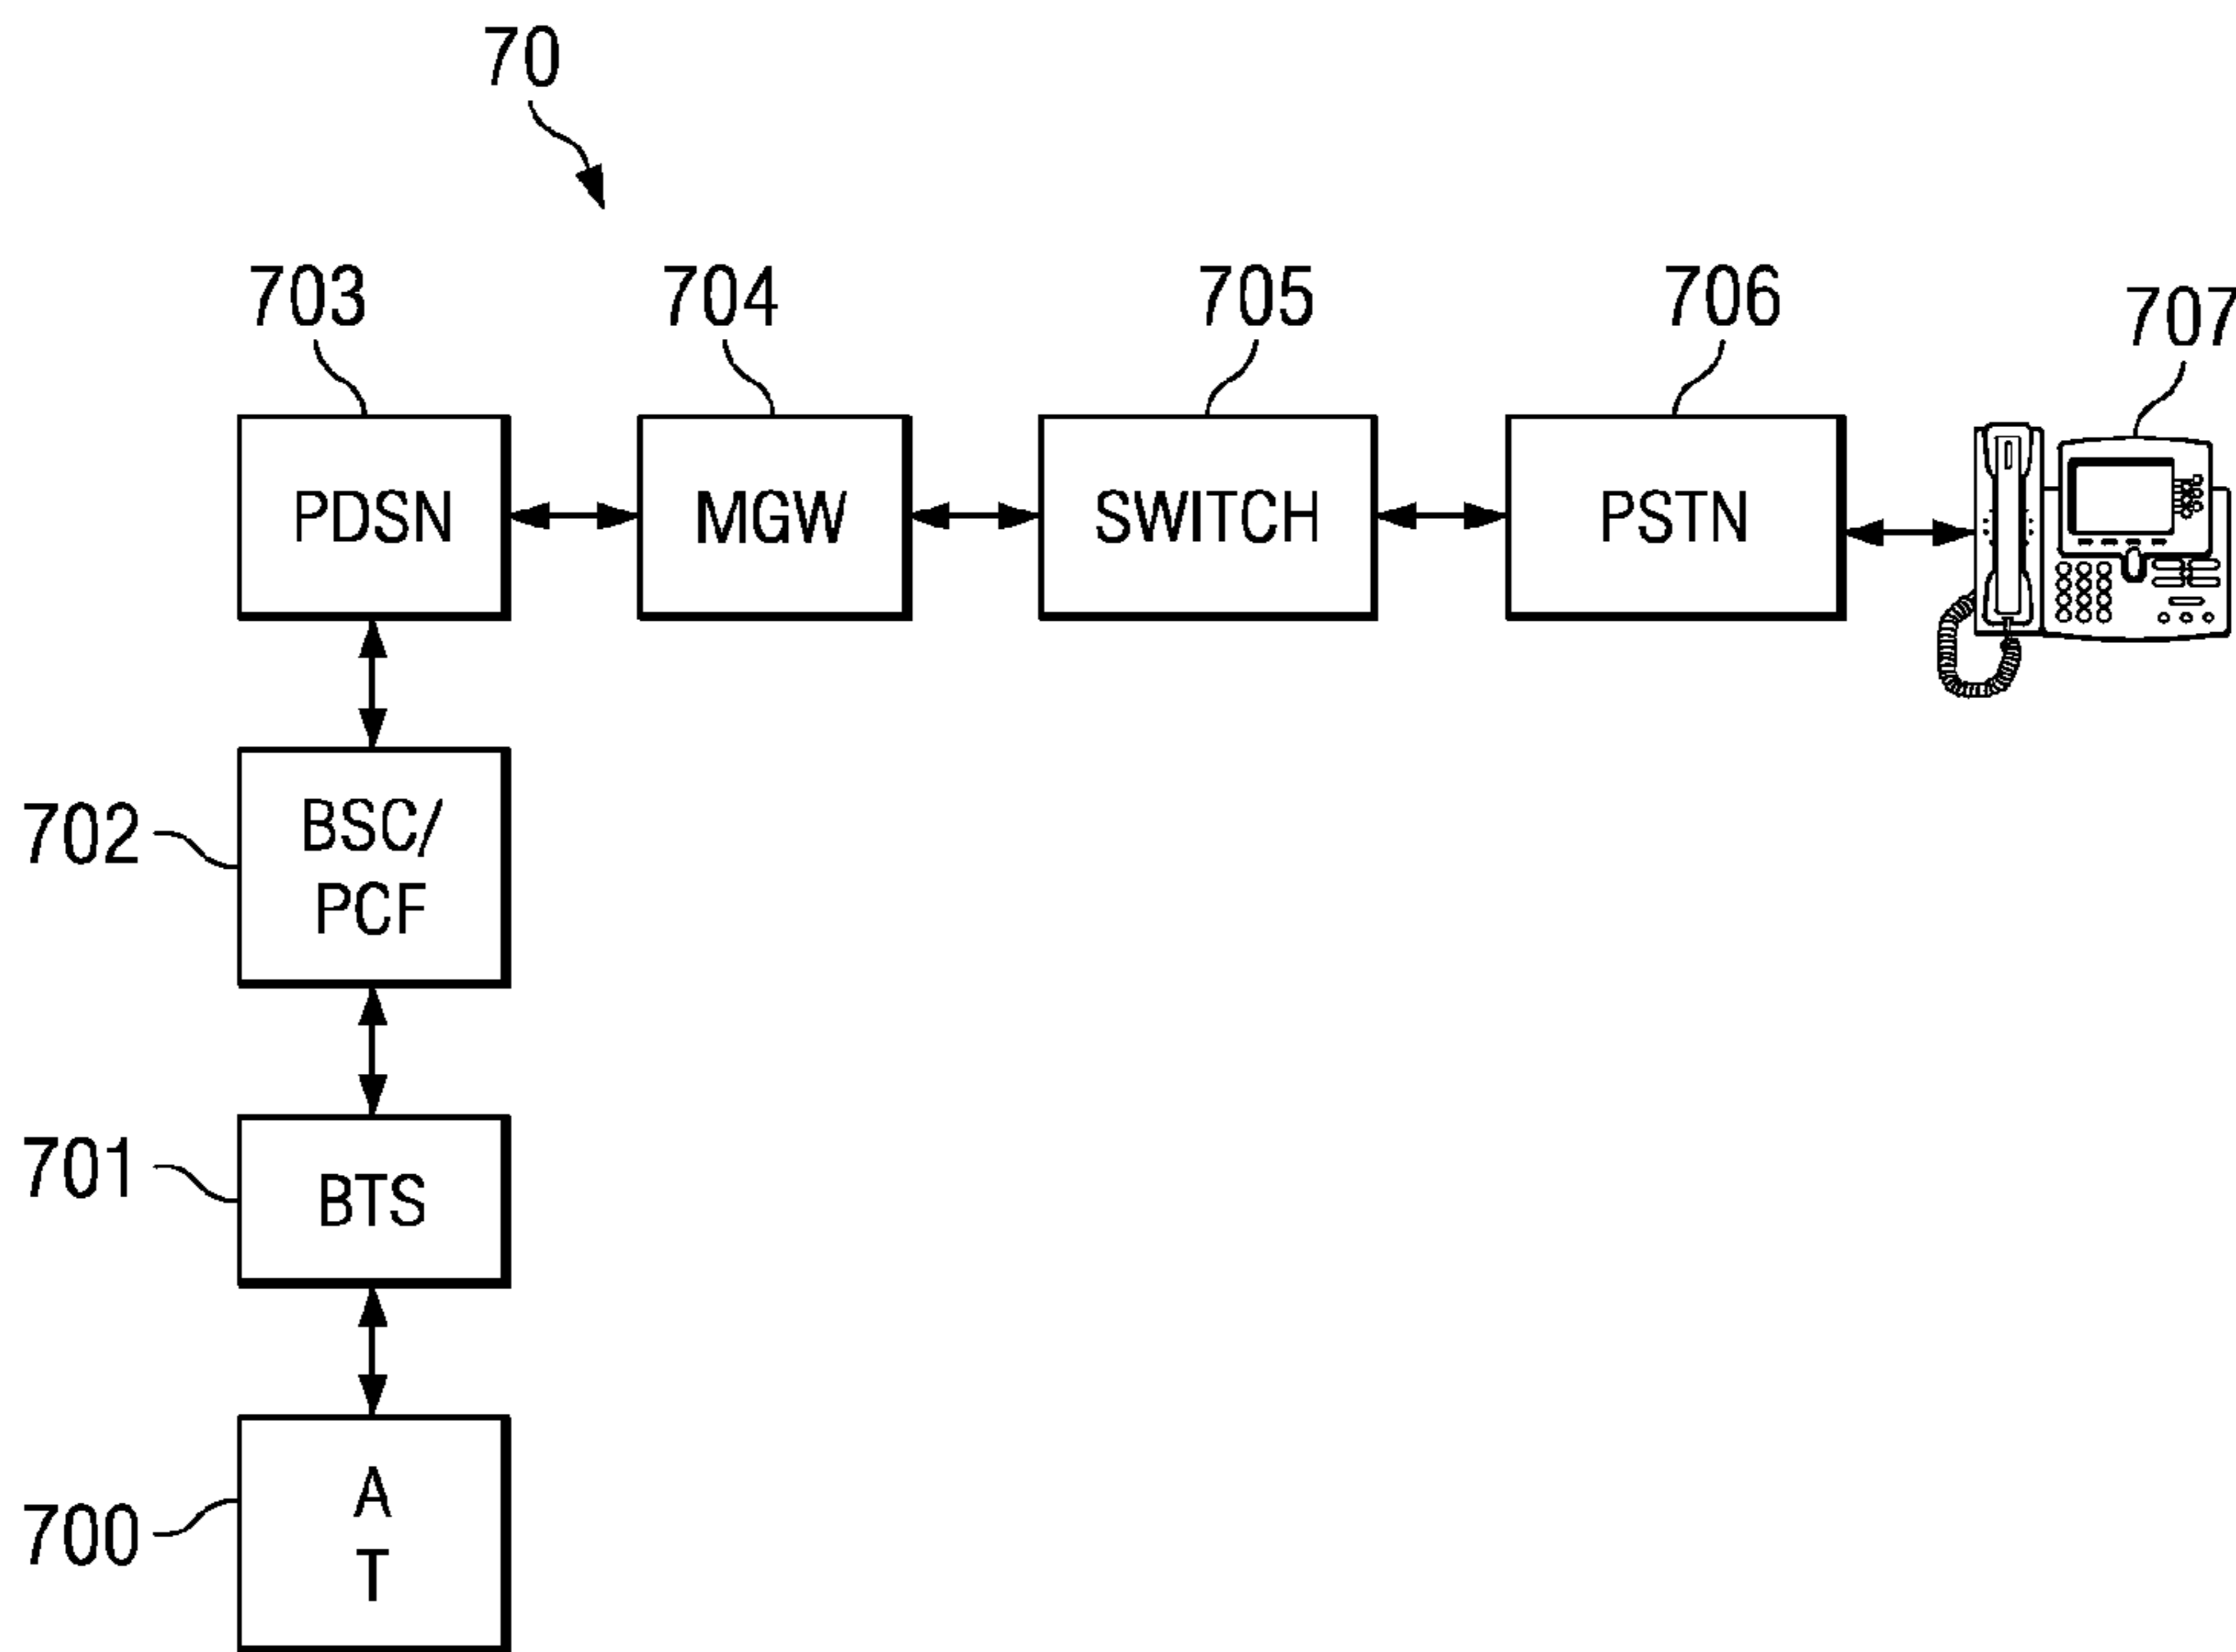 70
703
704
705
706
707
PDSN
MGW
SWITCH
PSTN
702
BSC/
PCF
701
BTS
700
A
T